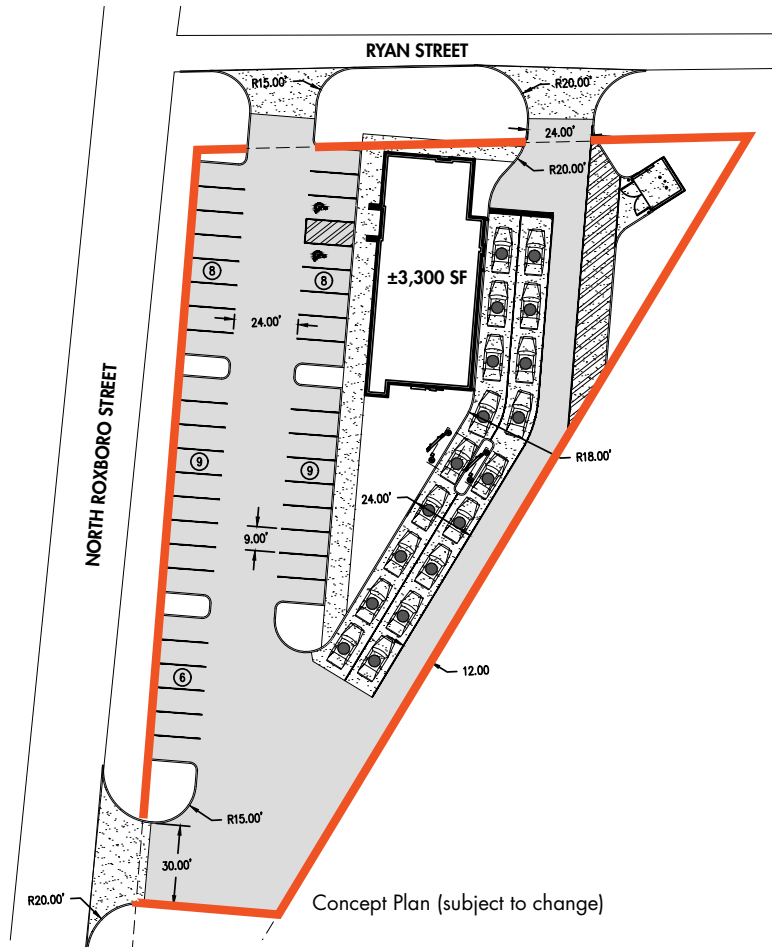 RYAN STREET
R15.00'
R20.00'
24.00'
R20.00'
±3,300 SF
8
8
24.00'
NORTH ROXBORO STREET
9
9
R18.00'
24.00'
9.00'
12.00
6
R15.00'
30.00'
R20.00'
Concept Plan (subject to change)